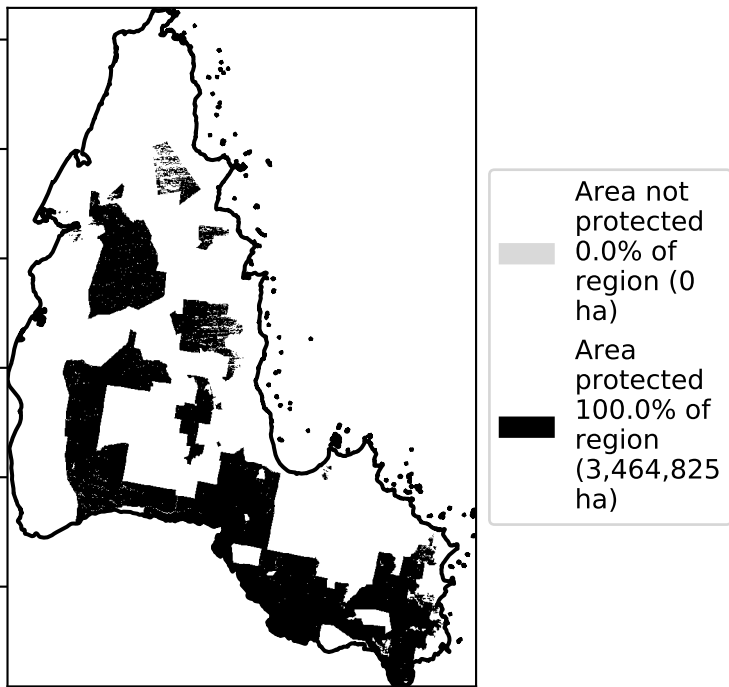 Area not
protected
0.0% of
region (0
ha)
Area
protected
100.0% of
region
(3,464,825
ha)